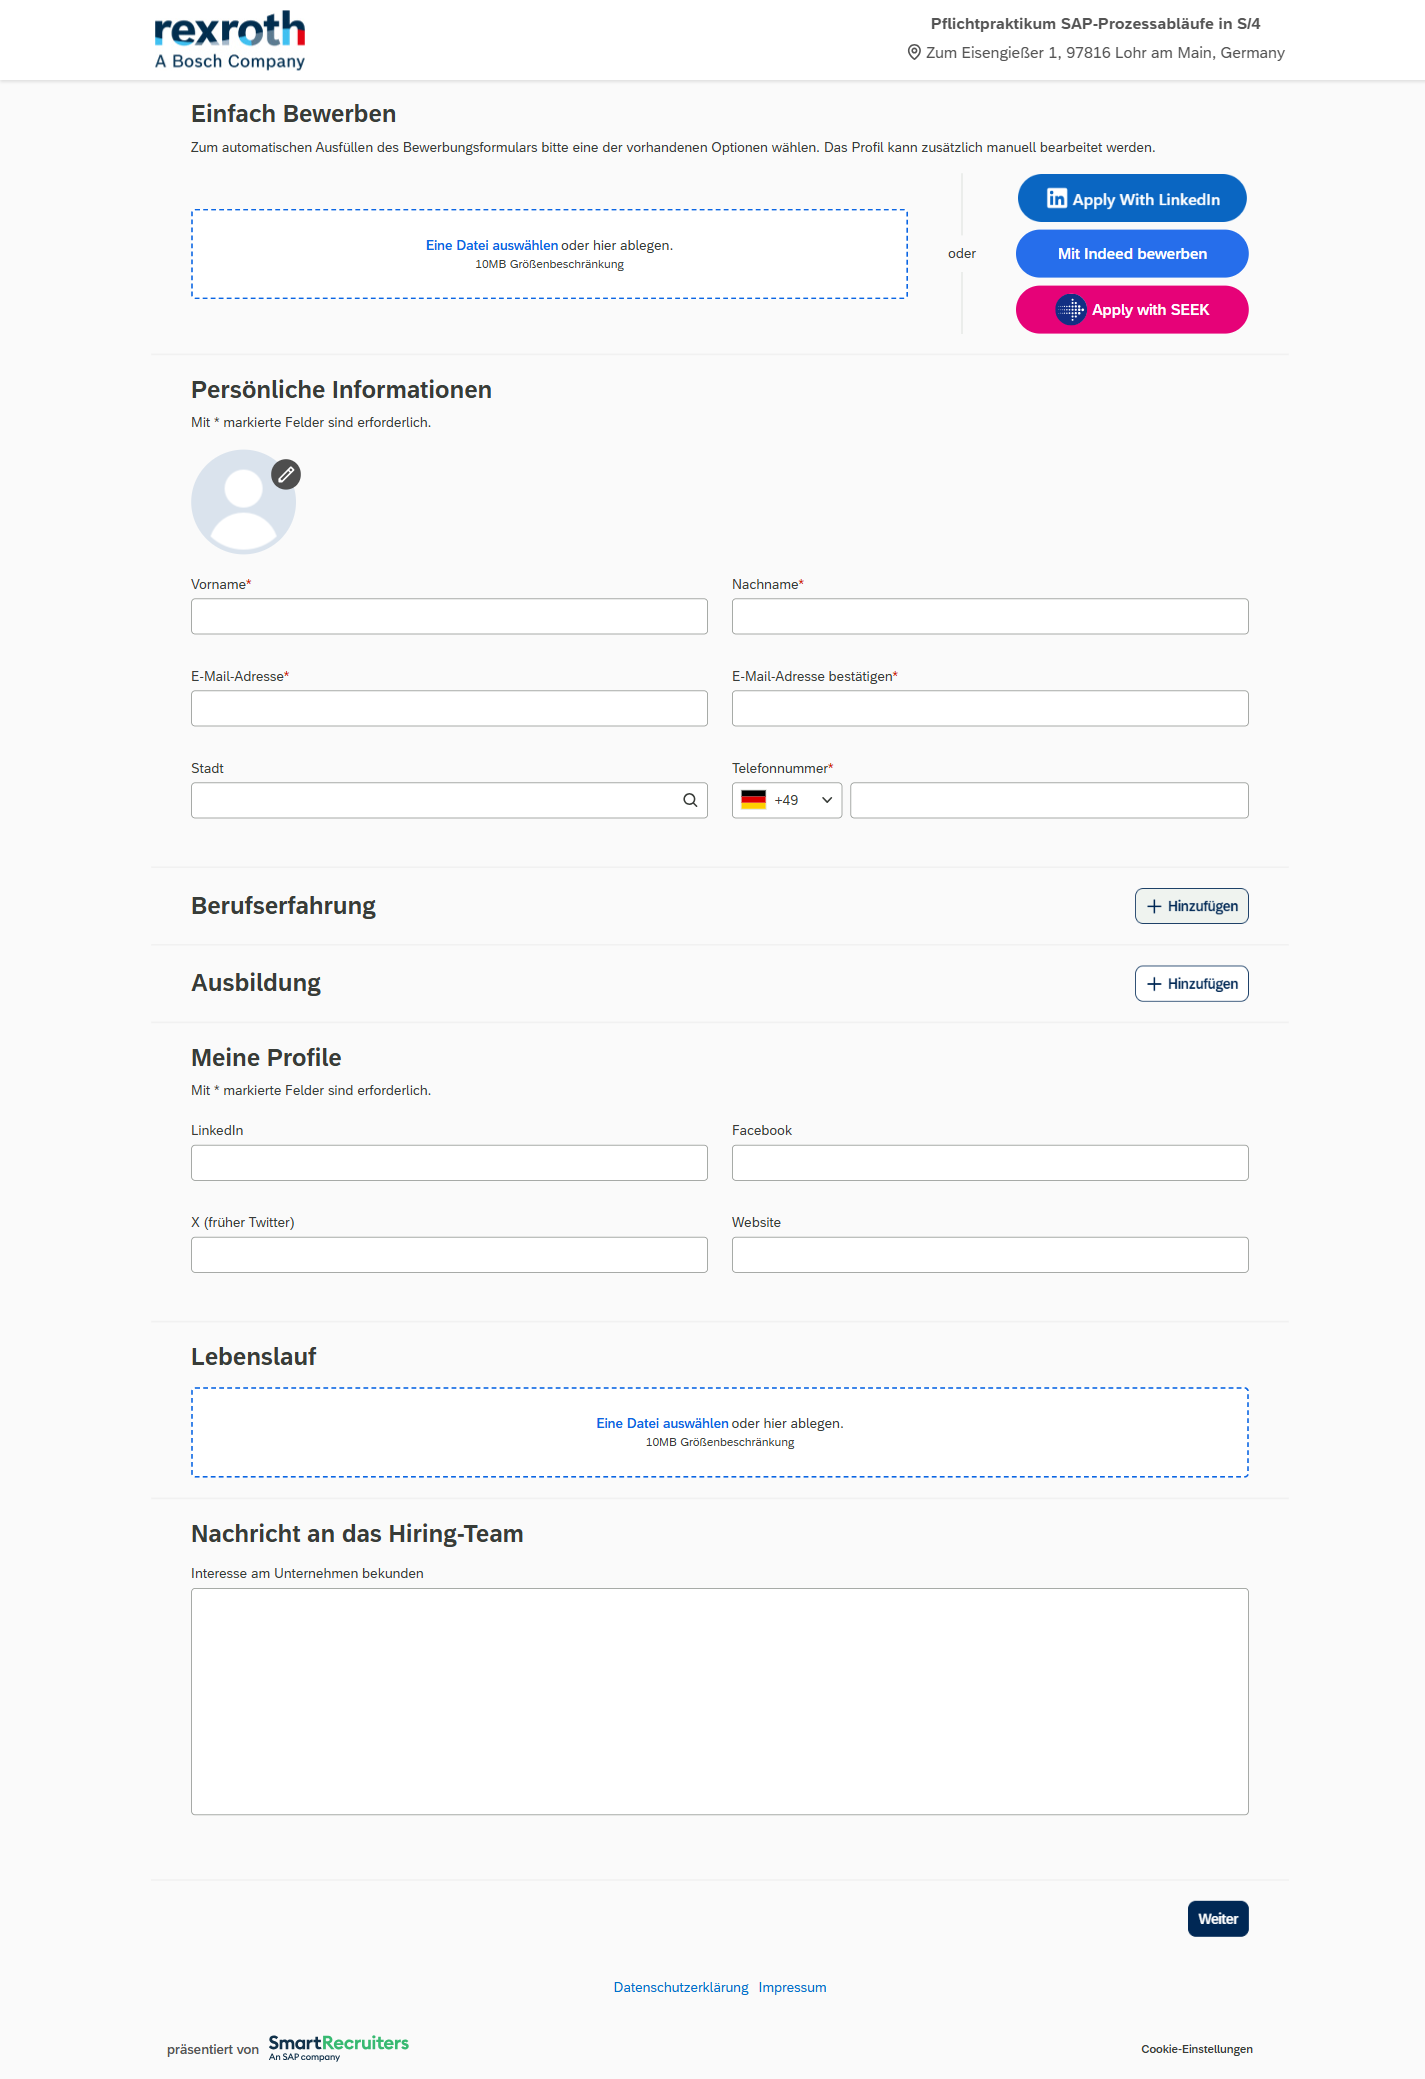 rexroth
A Bosch Company
Pflichtpraktikum SAP-Prozessabläufe in S/4
Zum Eisengießer 1, 97816 Lohr am Main, Germany
Einfach Bewerben
Zum automatischen Ausfüllen des Bewerbungsformulars bitte eine der vorhandenen Optionen wählen. Das Profil kann zusätzlich manuell bearbeitet werden.
Eine Datei auswählen oder hier ablegen.
10MB Größenbeschränkung
oder
in Apply With LinkedIn
Mit Indeed bewerben
Apply with SEEK
Persönliche Informationen
Mit * markierte Felder sind erforderlich.
Vorname*
Nachname*
E-Mail-Adresse*
E-Mail-Adresse bestätigen*
Stadt
Telefonnummer*
+49
Berufserfahrung
Hinzufügen
Ausbildung
Hinzufügen
Meine Profile
Mit * markierte Felder sind erforderlich.
LinkedIn
Facebook
X (früher Twitter)
Website
Lebenslauf
Eine Datei auswählen oder hier ablegen.
10MB Größenbeschränkung
Nachricht an das Hiring-Team
Interesse am Unternehmen bekunden
Weiter
Datenschutzerklärung Impressum
präsentiert von SmartRecruiters
An SAP company
Cookie-Einstellungen